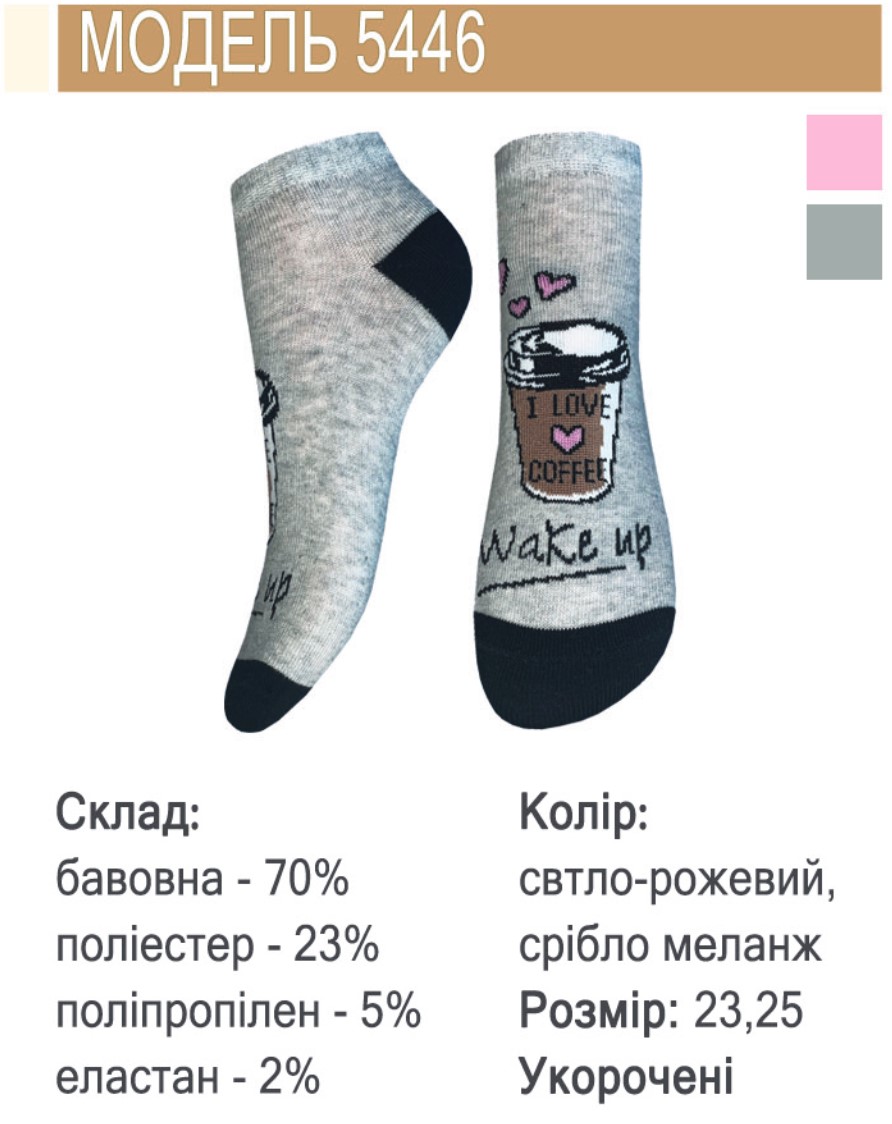 МОДЕЛЬ 5446
I LOVE
COFFEE
Wake up
up
Склад:
бавовна - 70%
поліестер - 23%
поліпропілен - 5%
еластан - 2%
Колір:
свтло-рожевий,
срібло меланж
Розмір: 23,25
Укорочені